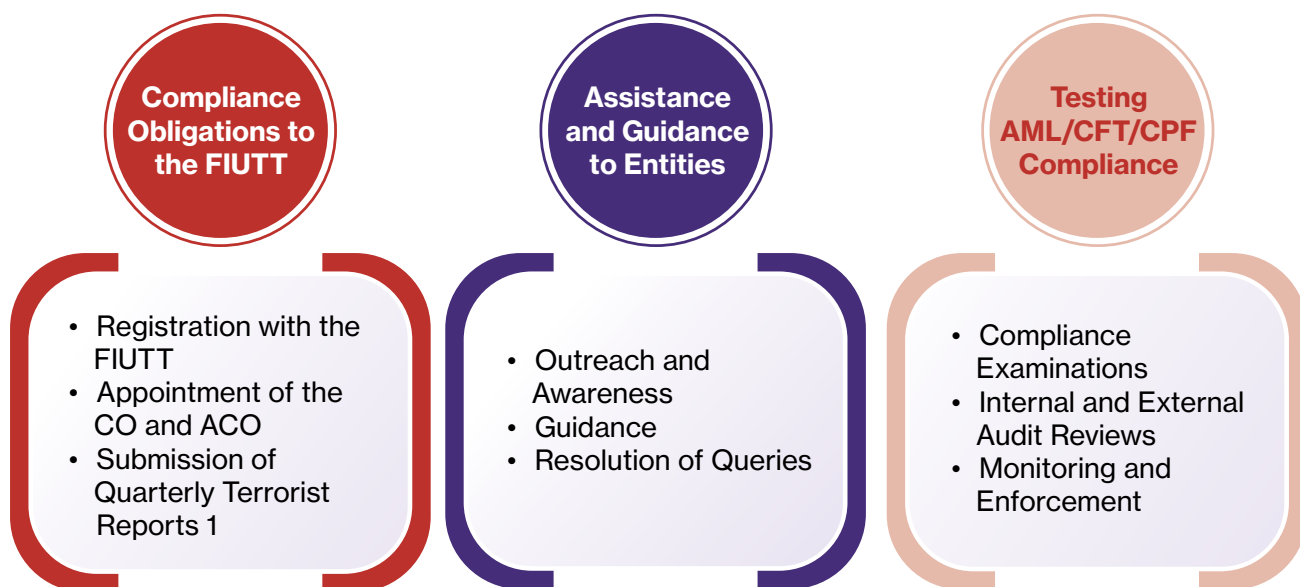 Compliance
Obligations to
the FIUTT
• Registration with the
FIUTT
• Appointment of the
CO and ACO
• Submission of
Quarterly Terrorist
Reports 1
Assistance
and Guidance
to Entities
• Outreach and
Awareness
• Guidance
• Resolution of Queries
Testing
AML/CFT/CPF
Compliance
• Compliance
Examinations
• Internal and External
Audit Reviews
• Monitoring and
Enforcement